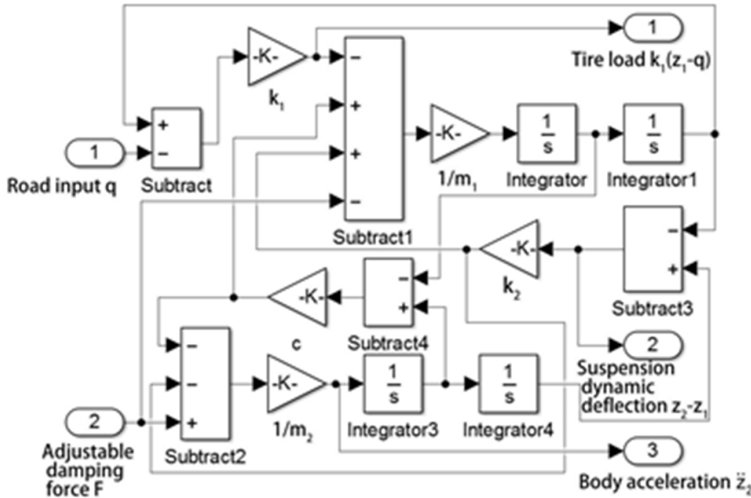 -K-
k₁
1
Tire load k₁(z₁-q)
1
Road input q
+
−
Subtract
−
+
+
−
Subtract1
-K-
1/m₁
1
s
Integrator
1
s
Integrator1
-K-
k₂
−
+
Subtract3
-K-
c
−
+
Subtract4
2
Suspension
dynamic
deflection z₂-z₁
2
Adjustable
damping
force F
−
−
+
Subtract2
-K-
1/m₂
1
s
Integrator3
1
s
Integrator4
3
Body acceleration z̈₂